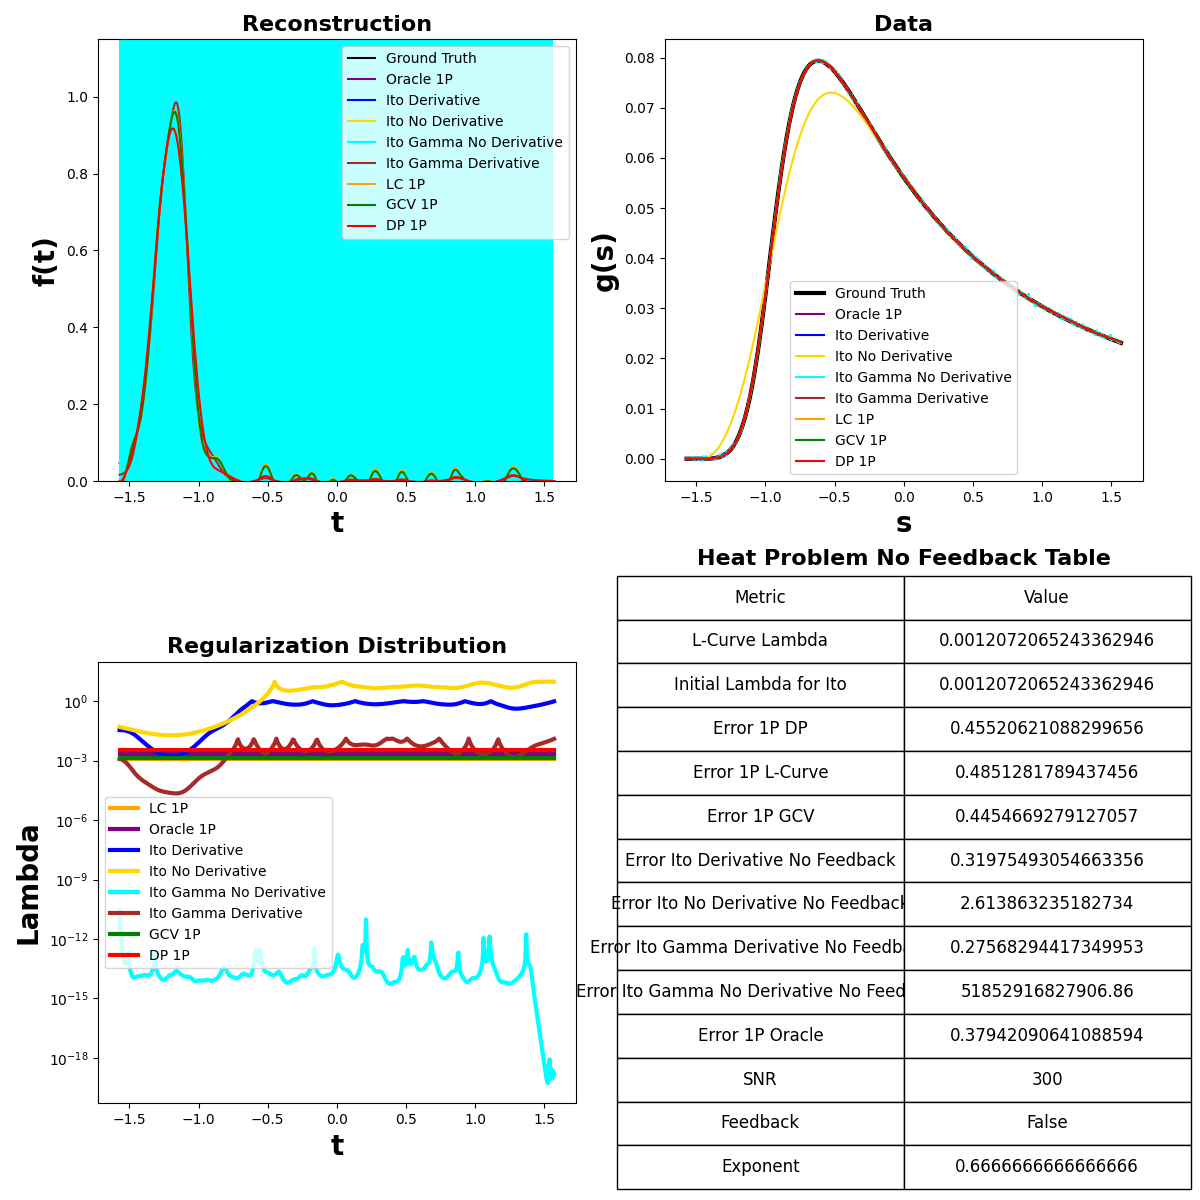 Reconstruction
f(t)
1.0
0.8
0.6
0.4
0.2
0.0
−1.5 −1.0 −0.5 0.0 0.5 1.0 1.5
t
Ground Truth
Oracle 1P
Ito Derivative
Ito No Derivative
Ito Gamma No Derivative
Ito Gamma Derivative
LC 1P
GCV 1P
DP 1P
Data
g(s)
0.08
0.07
0.06
0.05
0.04
0.03
0.02
0.01
0.00
−1.5 −1.0 −0.5 0.0 0.5 1.0 1.5
s
Ground Truth
Oracle 1P
Ito Derivative
Ito No Derivative
Ito Gamma No Derivative
Ito Gamma Derivative
LC 1P
GCV 1P
DP 1P
Regularization Distribution
Lambda
10⁰
10⁻³
10⁻⁶
10⁻⁹
10⁻¹²
10⁻¹⁵
10⁻¹⁸
−1.5 −1.0 −0.5 0.0 0.5 1.0 1.5
t
LC 1P
Oracle 1P
Ito Derivative
Ito No Derivative
Ito Gamma No Derivative
Ito Gamma Derivative
GCV 1P
DP 1P
Heat Problem No Feedback Table
Metric Value
L-Curve Lambda 0.0012072065243362946
Initial Lambda for Ito 0.0012072065243362946
Error 1P DP 0.45520621088299656
Error 1P L-Curve 0.4851281789437456
Error 1P GCV 0.4454669279127057
Error Ito Derivative No Feedback 0.31975493054663356
Error Ito No Derivative No Feedback 2.613863235182734
Error Ito Gamma Derivative No Feedb 0.27568294417349953
Error Ito Gamma No Derivative No Feed 51852916827906.86
Error 1P Oracle 0.37942090641088594
SNR 300
Feedback False
Exponent 0.6666666666666666